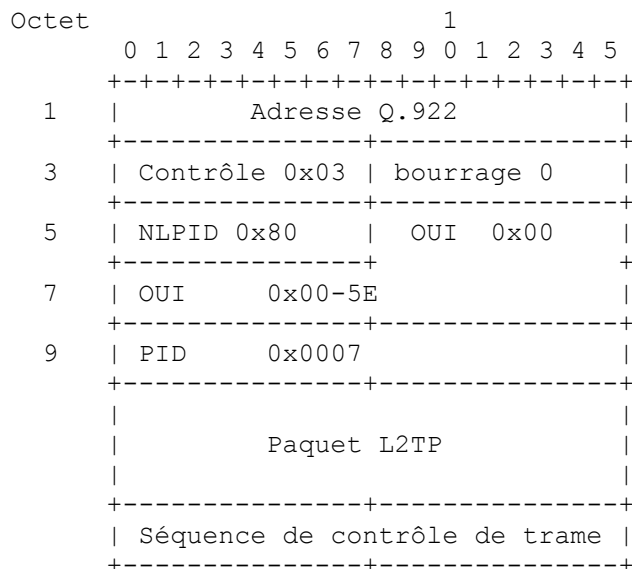 Octet                           1
       0 1 2 3 4 5 6 7 8 9 0 1 2 3 4 5
      +-+-+-+-+-+-+-+-+-+-+-+-+-+-+-+-+
  1   |        Adresse Q.922          |
      +---------------+---------------+
  3   | Contrôle 0x03 | bourrage 0    |
      +---------------+---------------+
  5   | NLPID 0x80    |  OUI  0x00    |
      +---------------+               +
  7   | OUI     0x00-5E               |
      +---------------+---------------+
  9   | PID     0x0007                |
      +---------------+---------------+
      |                               |
      |         Paquet L2TP           |
      |                               |
      +---------------+---------------+
      | Séquence de contrôle de trame |
      +---------------+---------------+